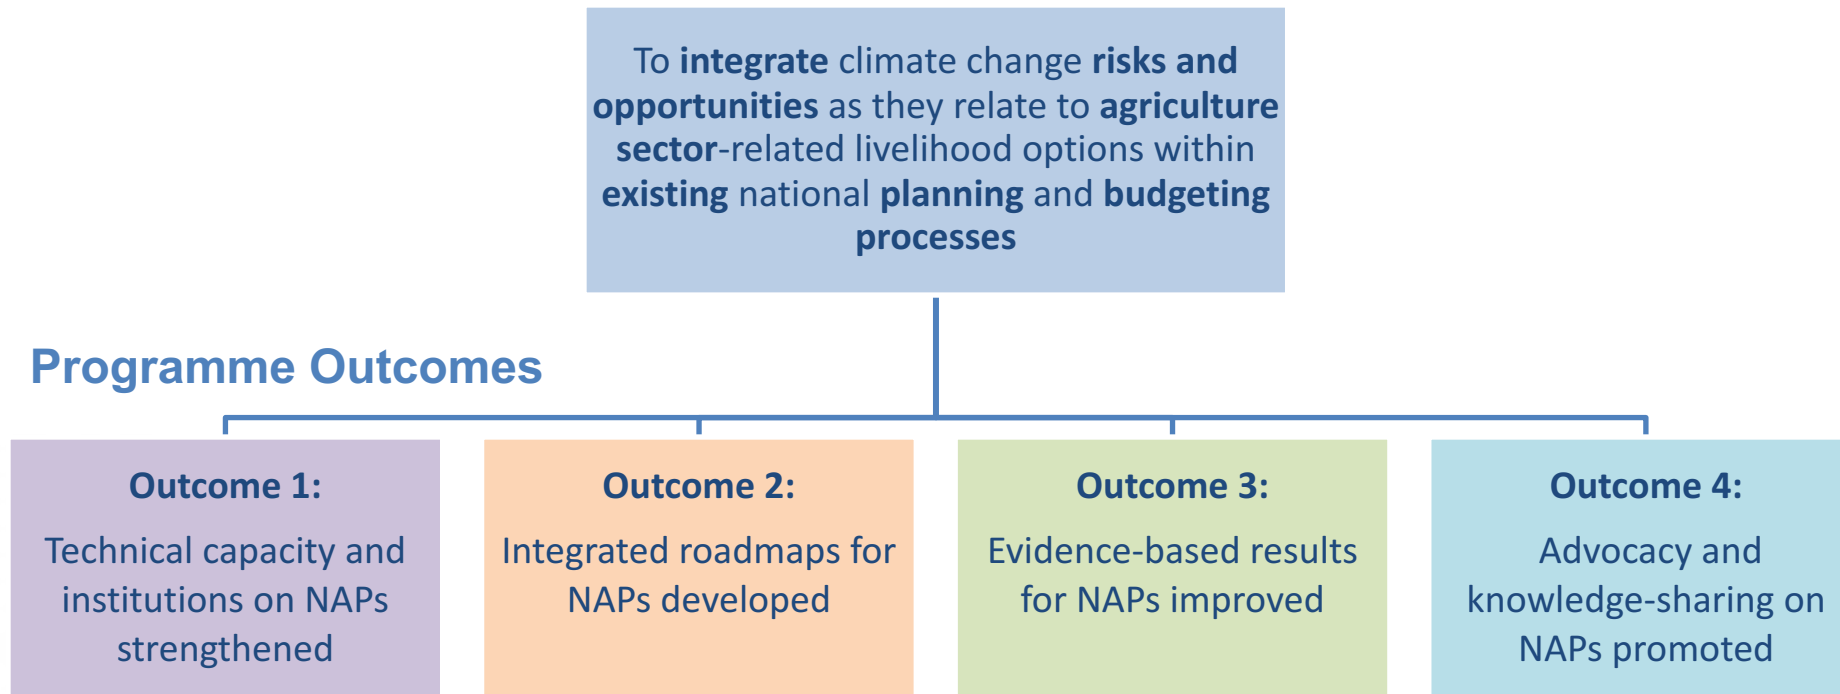 To integrate climate change risks and
opportunities as they relate to agriculture
sector-related livelihood options within
existing national planning and budgeting
processes
Programme Outcomes
Outcome 1:
Technical capacity and
institutions on NAPs
strengthened
Outcome 2:
Integrated roadmaps for
NAPs developed
Outcome 3:
Evidence-based results
for NAPs improved
Outcome 4:
Advocacy and
knowledge-sharing on
NAPs promoted